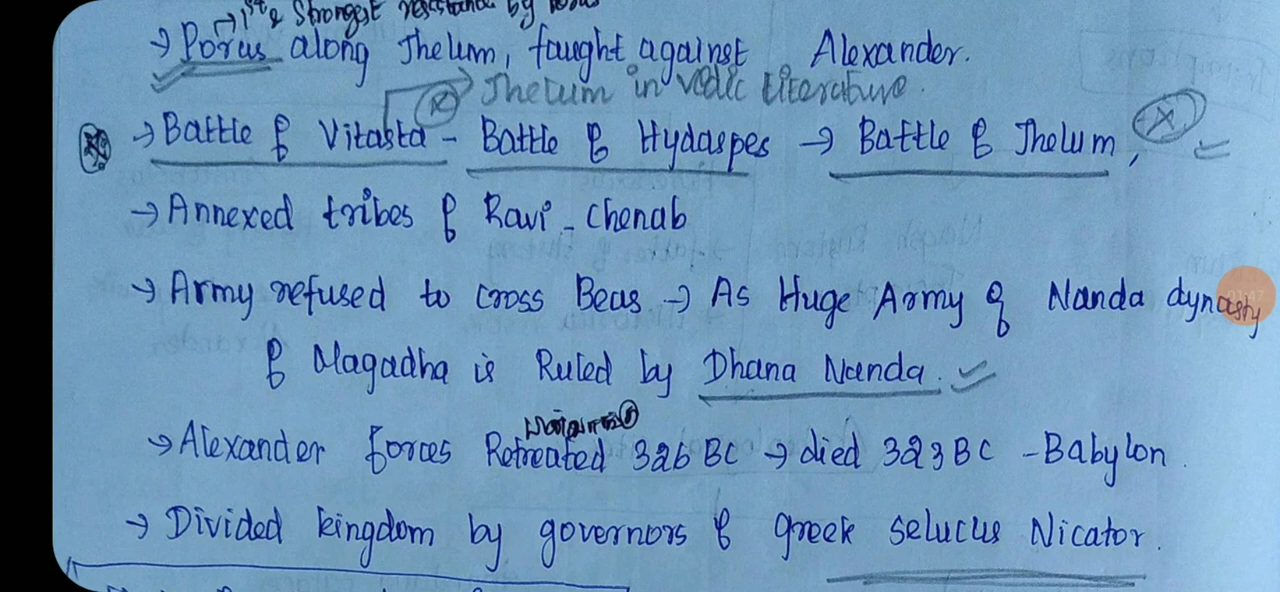 → 1st & Strongest resistance by
→ Porus along Jhelum, faught against Alexander.
Jhelum in vedic literature.
→ Battle of Vitasta - Battle of Hydaspes → Battle of Jhelum,
→ Annexed tribes of Ravi - Chenab
→ Army refused to cross Beas → As Huge Army of Nanda dynasty
of Magadha is Ruled by Dhana Nanda.
→ Alexander forces Retreated 326 BC → died 323 BC - Babylon.
→ Divided kingdom by governors of greek selucus Nicator.